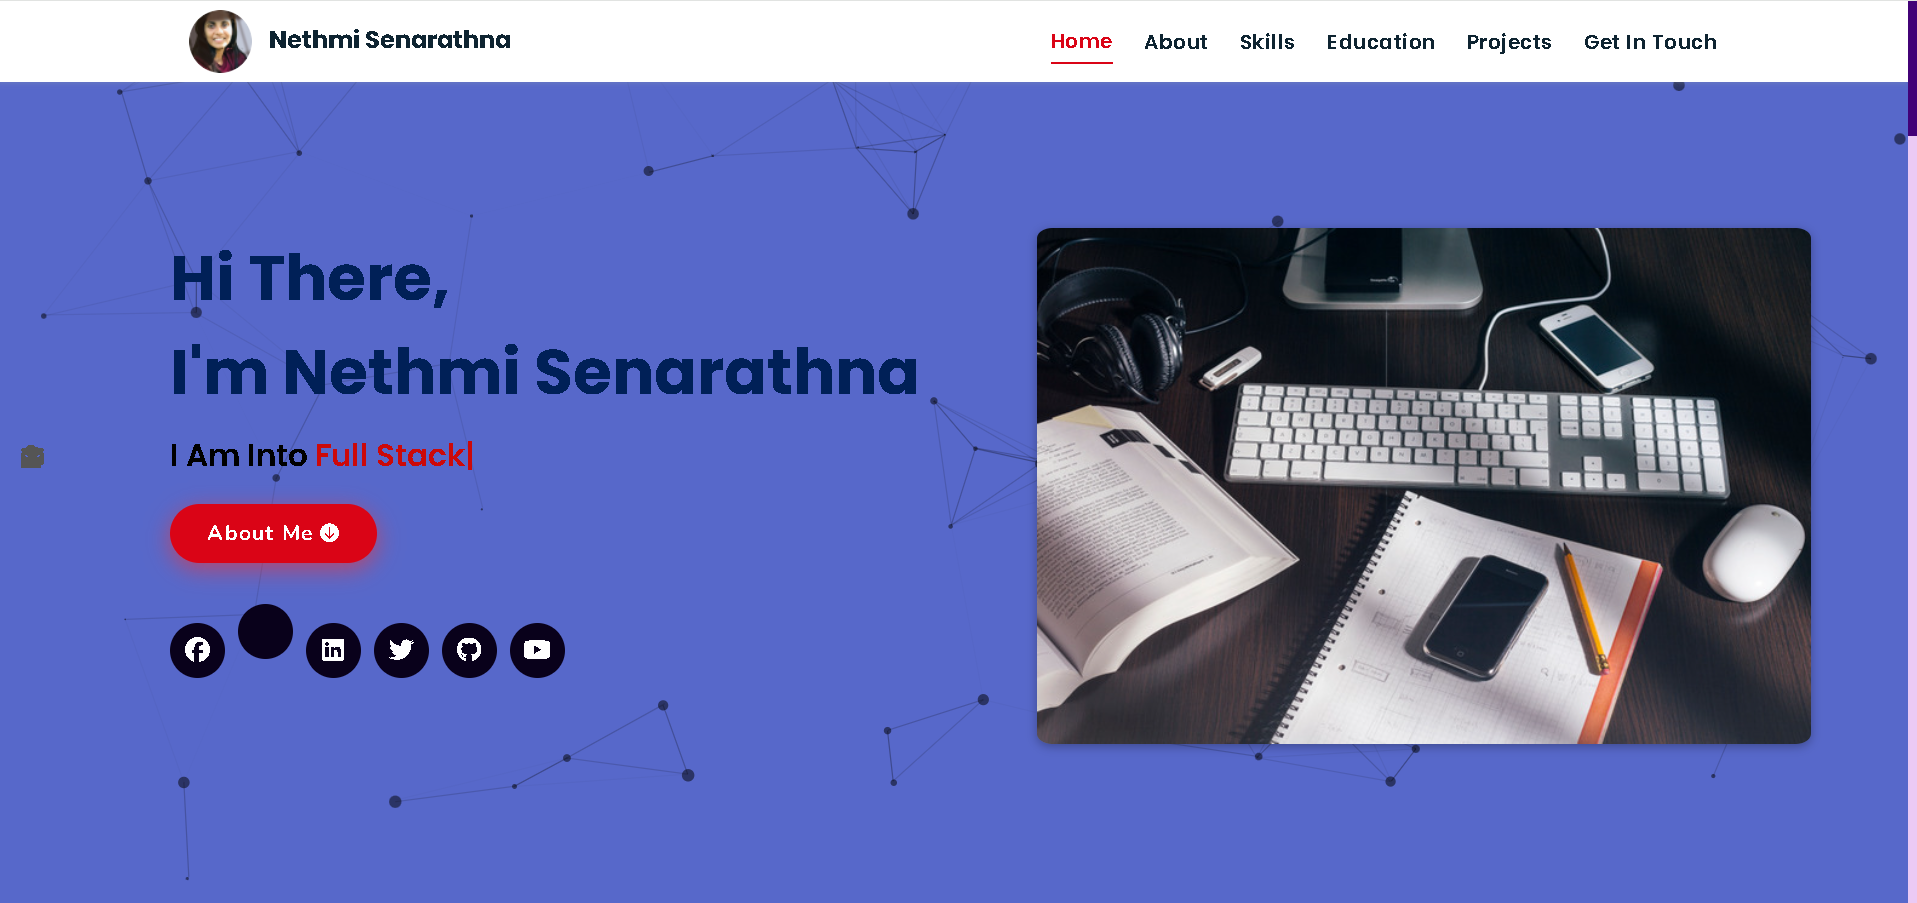 Nethmi Senarathna
Home About Skills Education Projects Get In Touch
Hi There,
I'm Nethmi Senarathna
I Am Into Full Stack|
About Me